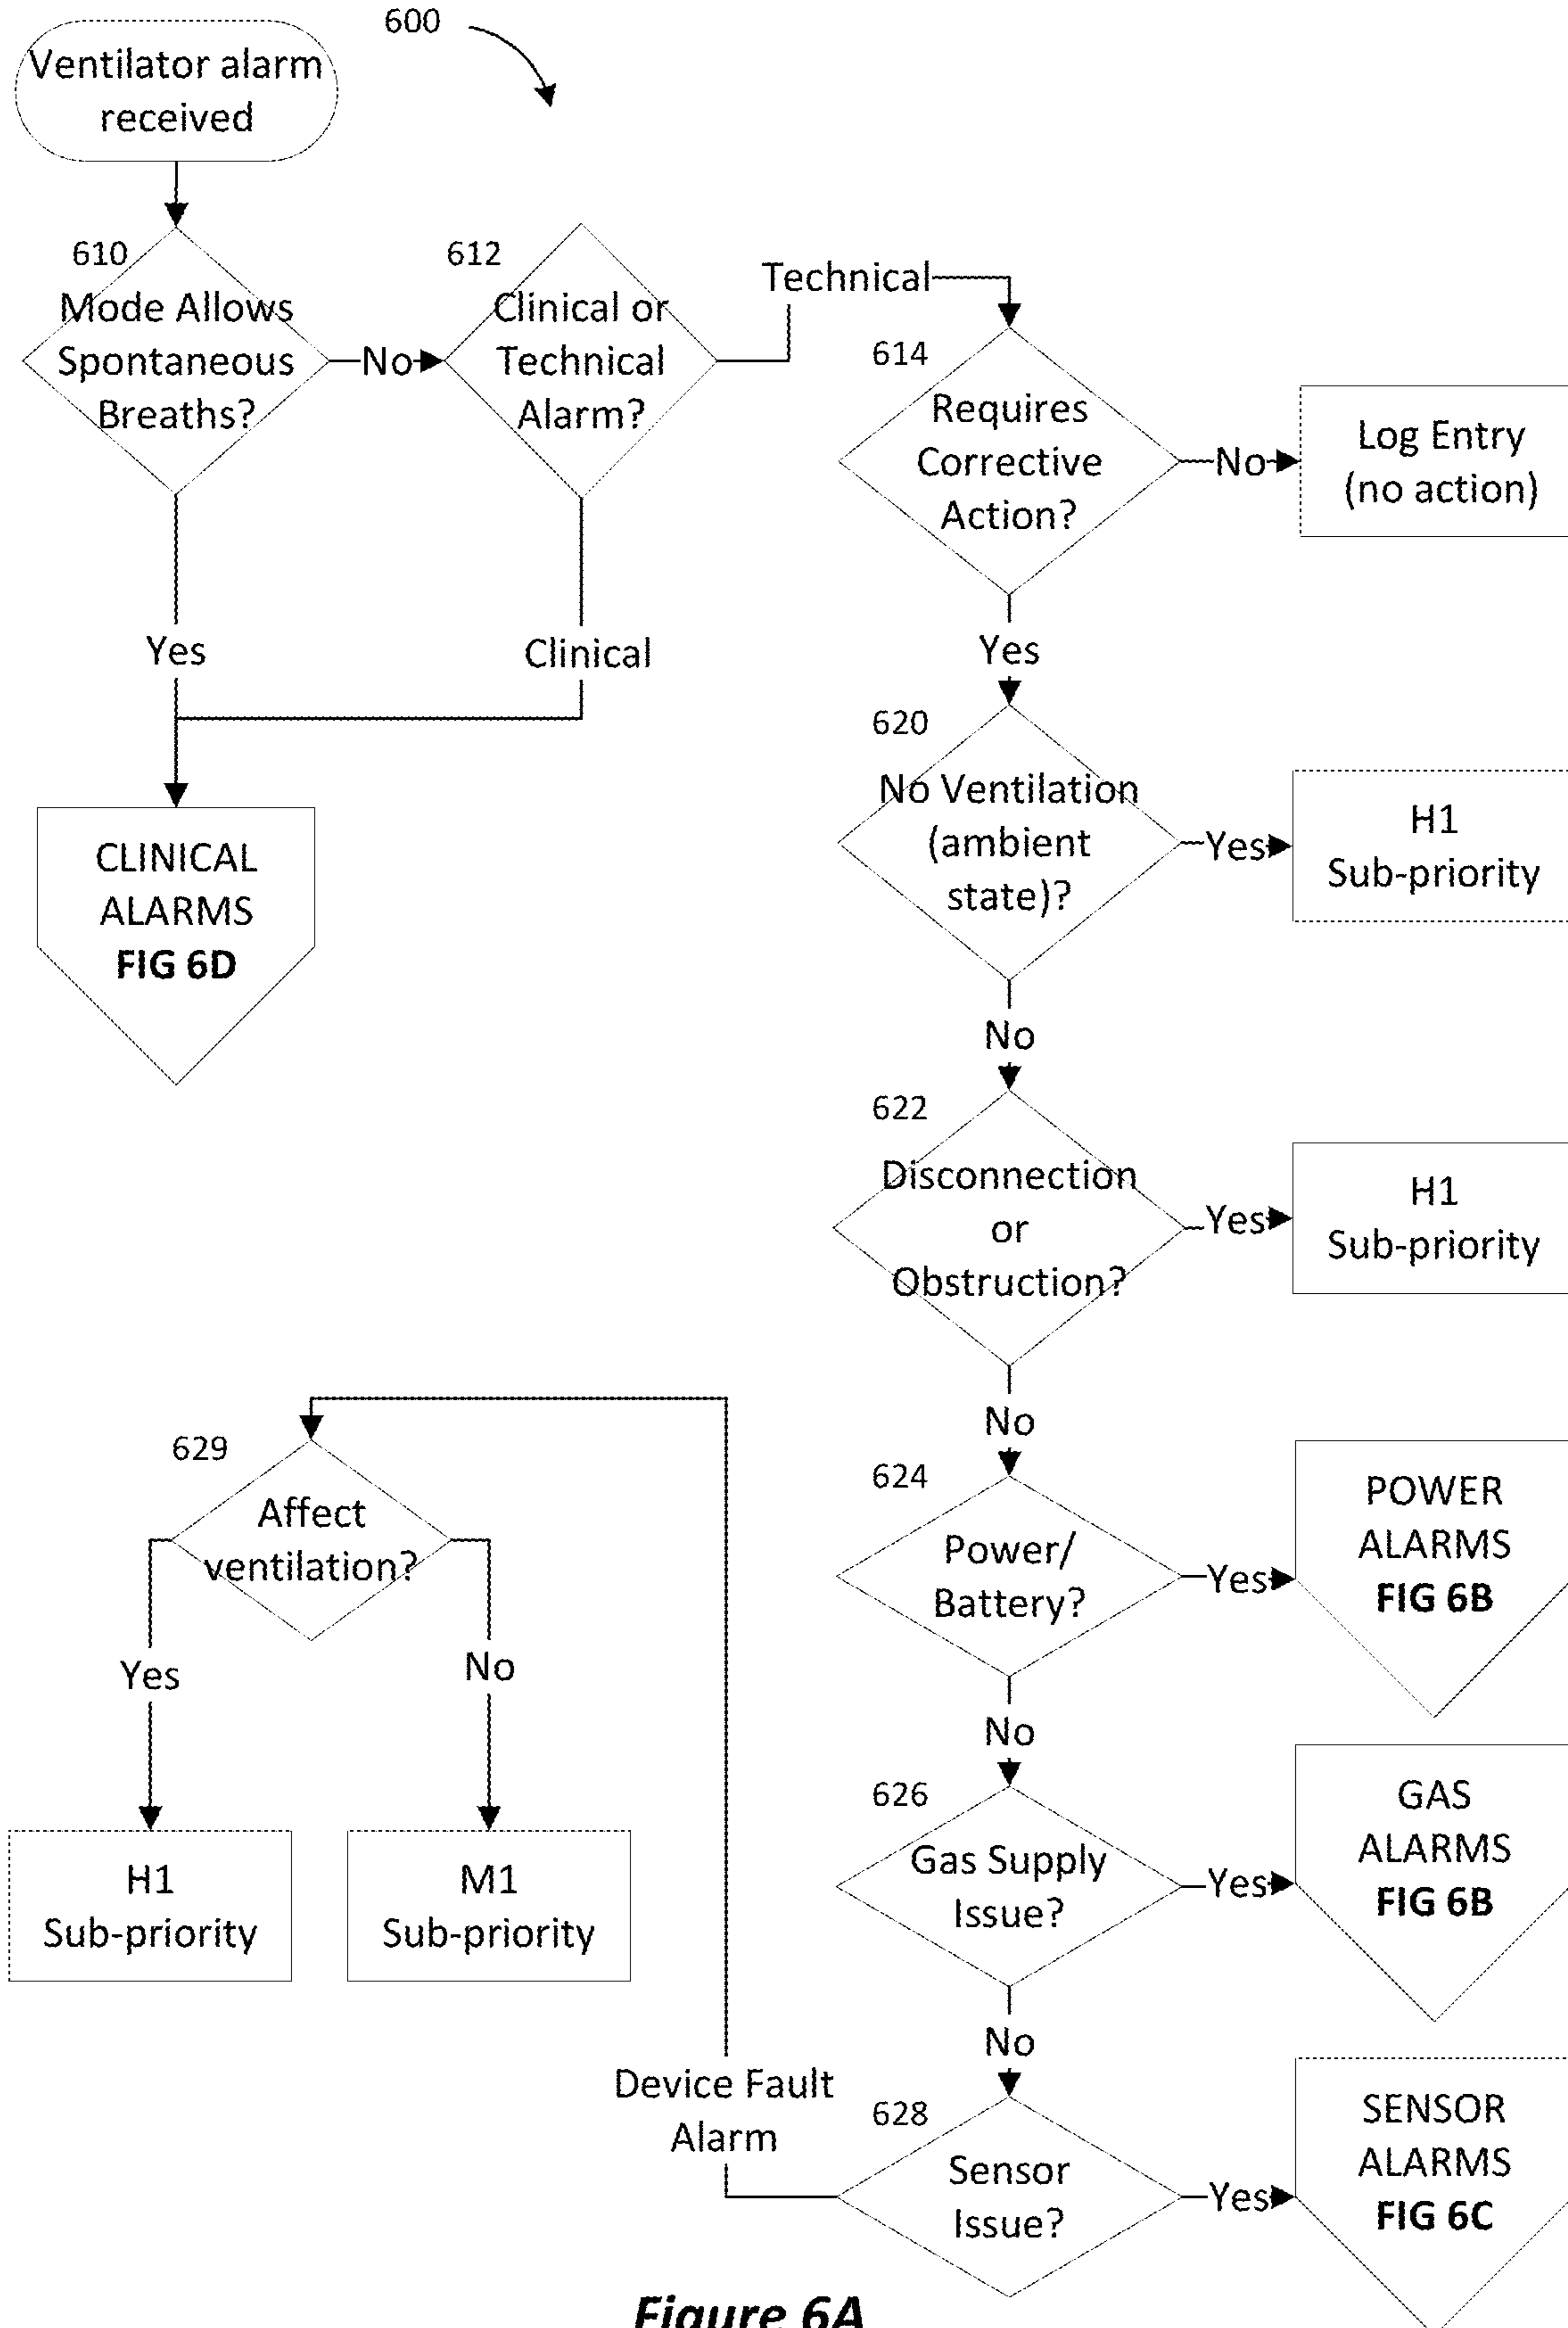 600
Ventilator alarm
received
610
Mode Allows
Spontaneous
Breaths?
No
612
Clinical or
Technical
Alarm?
Technical
614
Requires
Corrective
Action?
No
Log Entry
(no action)
Yes
Clinical
Yes
CLINICAL
ALARMS
FIG 6D
620
No Ventilation
(ambient
state)?
Yes
H1
Sub-priority
No
622
Disconnection
or
Obstruction?
Yes
H1
Sub-priority
No
624
Power/
Battery?
Yes
POWER
ALARMS
FIG 6B
No
626
Gas Supply
Issue?
Yes
GAS
ALARMS
FIG 6B
No
628
Sensor
Issue?
Yes
SENSOR
ALARMS
FIG 6C
Device Fault
Alarm
629
Affect
ventilation?
Yes
No
H1
Sub-priority
M1
Sub-priority
Figure 6A